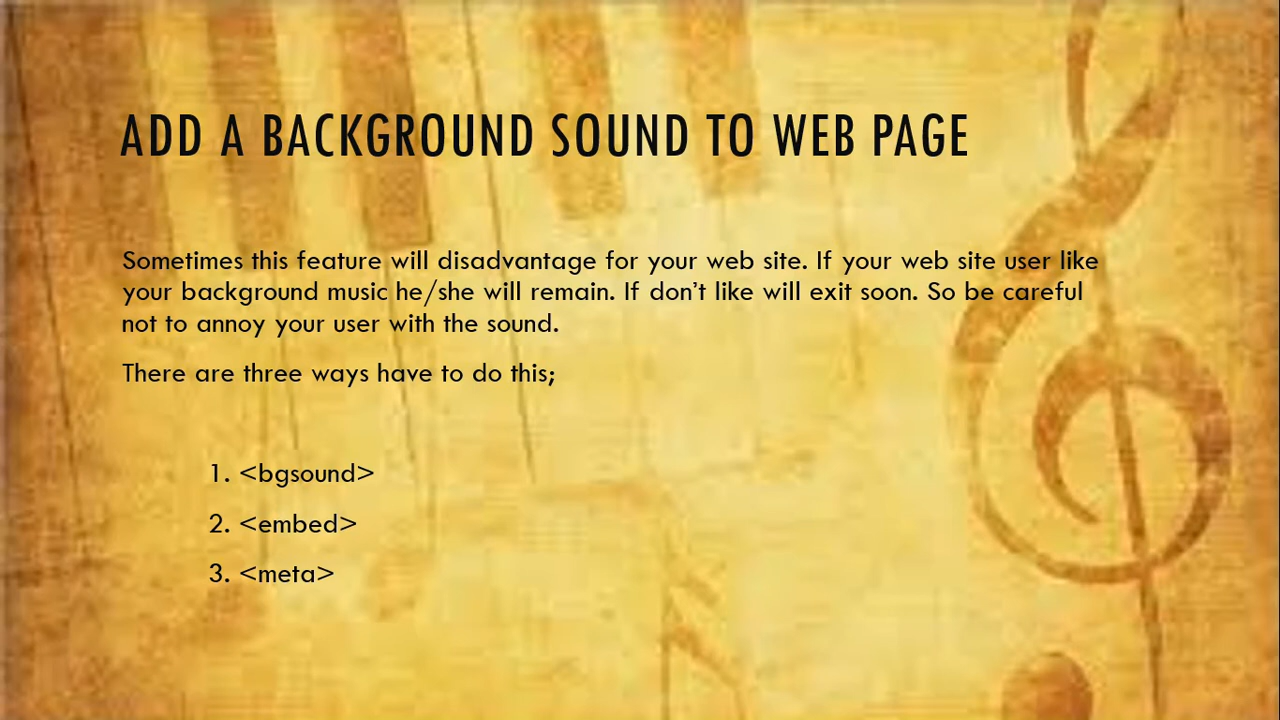 ADD A BACKGROUND SOUND TO WEB PAGE
Sometimes this feature will disadvantage for your web site. If your web site user like
your background music he/she will remain. If don’t like will exit soon. So be careful
not to annoy your user with the sound.
There are three ways have to do this;
1. <bgsound>
2. <embed>
3. <meta>